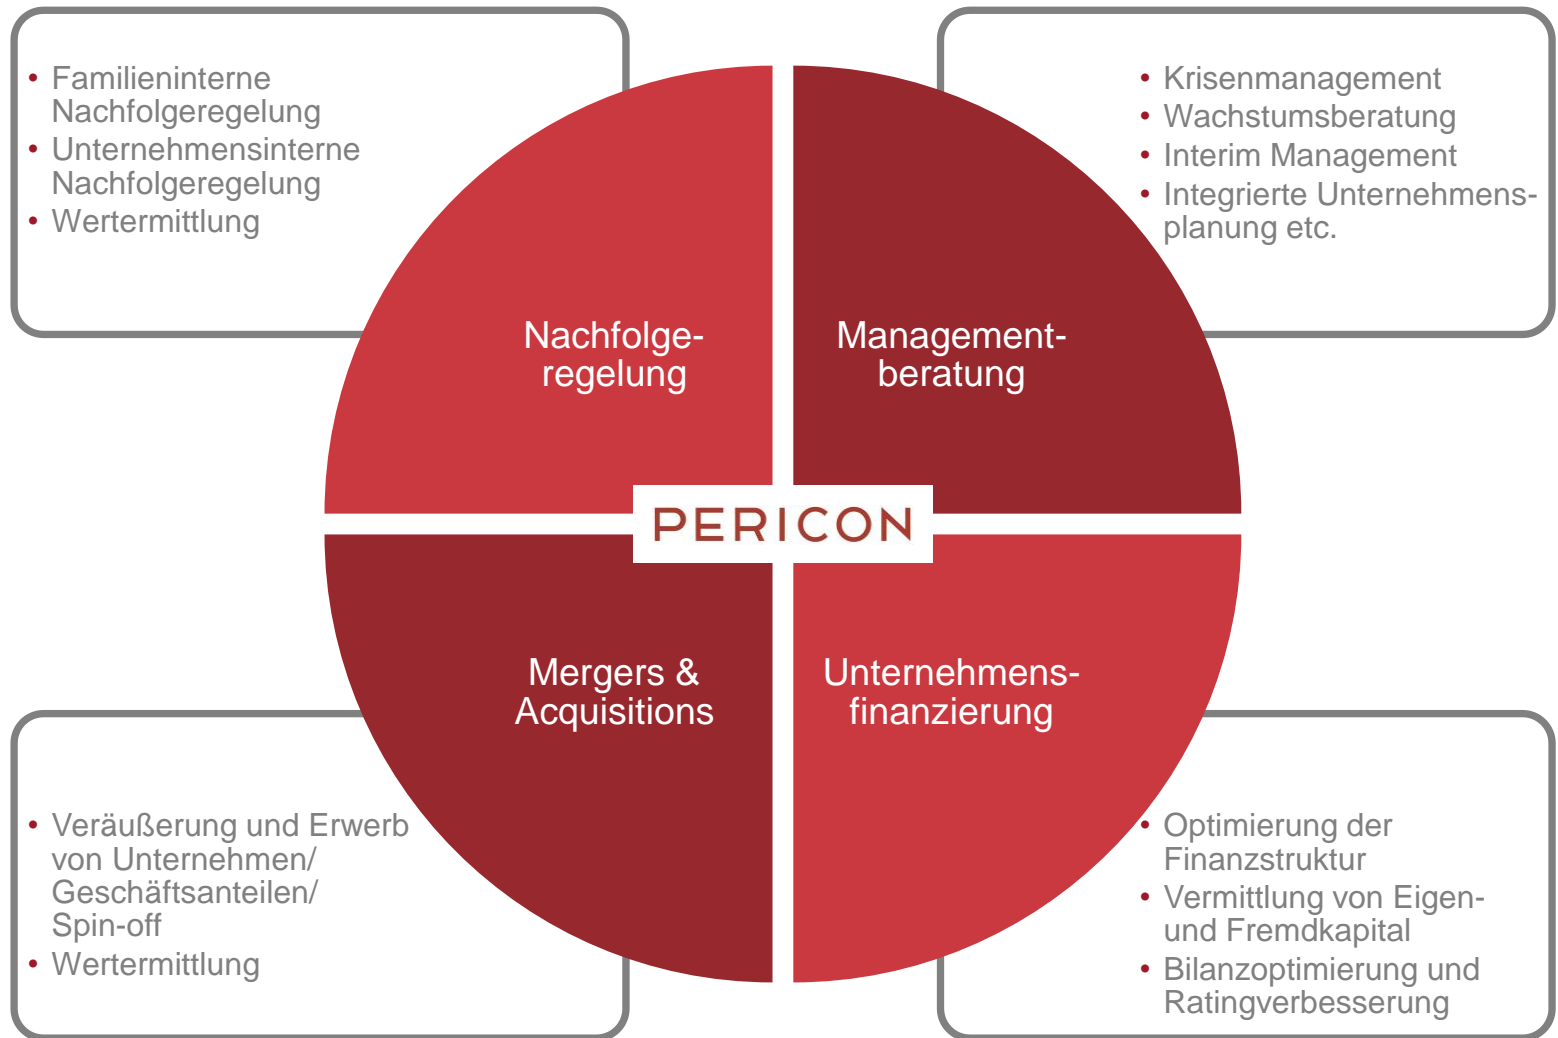 • Familieninterne
Nachfolgeregelung
• Unternehmensinterne
Nachfolgeregelung
• Wertermittlung
• Krisenmanagement
• Wachstumsberatung
• Interim Management
• Integrierte Unternehmens-
planung etc.
Nachfolge-
regelung
Management-
beratung
PERICON
Mergers &
Acquisitions
Unternehmens-
finanzierung
• Veräußerung und Erwerb
von Unternehmen/
Geschäftsanteilen/
Spin-off
• Wertermittlung
• Optimierung der
Finanzstruktur
• Vermittlung von Eigen-
und Fremdkapital
• Bilanzoptimierung und
Ratingverbesserung